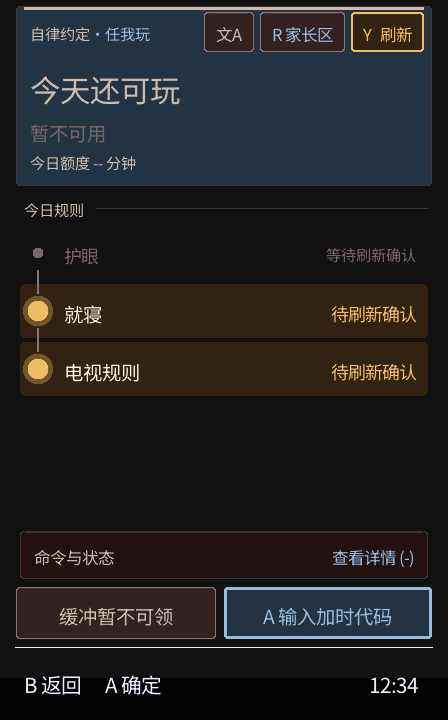 自律约定·任我玩 文A R 家长区 Y 刷新
今天还可玩
暂不可用
今日额度 -- 分钟
今日规则
护眼 等待刷新确认
就寝 待刷新确认
电视规则 待刷新确认
命令与状态 查看详情 (-)
缓冲暂不可领 A 输入加时代码
B 返回 A 确定 12:34